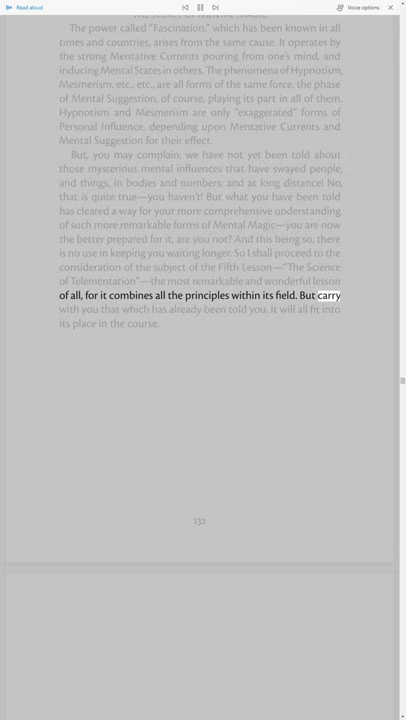 Read aloud
Voice options
THE SECRET OF MENTAL MAGIC
The power called “Fascination,” which has been known in all
times and countries, arises from the same cause. It operates by
the strong Mentative Currents pouring from one’s mind, and
inducing Mental States in others. The phenomena of Hypnotism,
Mesmerism, etc., etc., are all forms of the same force, the phase
of Mental Suggestion, of course, playing its part in all of them.
Hypnotism and Mesmerism are only “exaggerated” forms of
Personal Influence, depending upon Mentative Currents and
Mental Suggestion for their effect.
But, you may complain, we have not yet been told about
those mysterious mental influences that have swayed people,
and things, in bodies and numbers, and at long distance! No,
that is quite true—you haven’t! But what you have been told
has cleared a way for your more comprehensive understanding
of such more remarkable forms of Mental Magic—you are now
the better prepared for it, are you not? And this being so, there
is no use in keeping you waiting longer. So I shall proceed to the
consideration of the subject of the Fifth Lesson—“The Science
of Telementation”—the most remarkable and wonderful lesson
of all, for it combines all the principles within its field. But carry
with you that which has already been told you. It will all fit into
its place in the course.
132